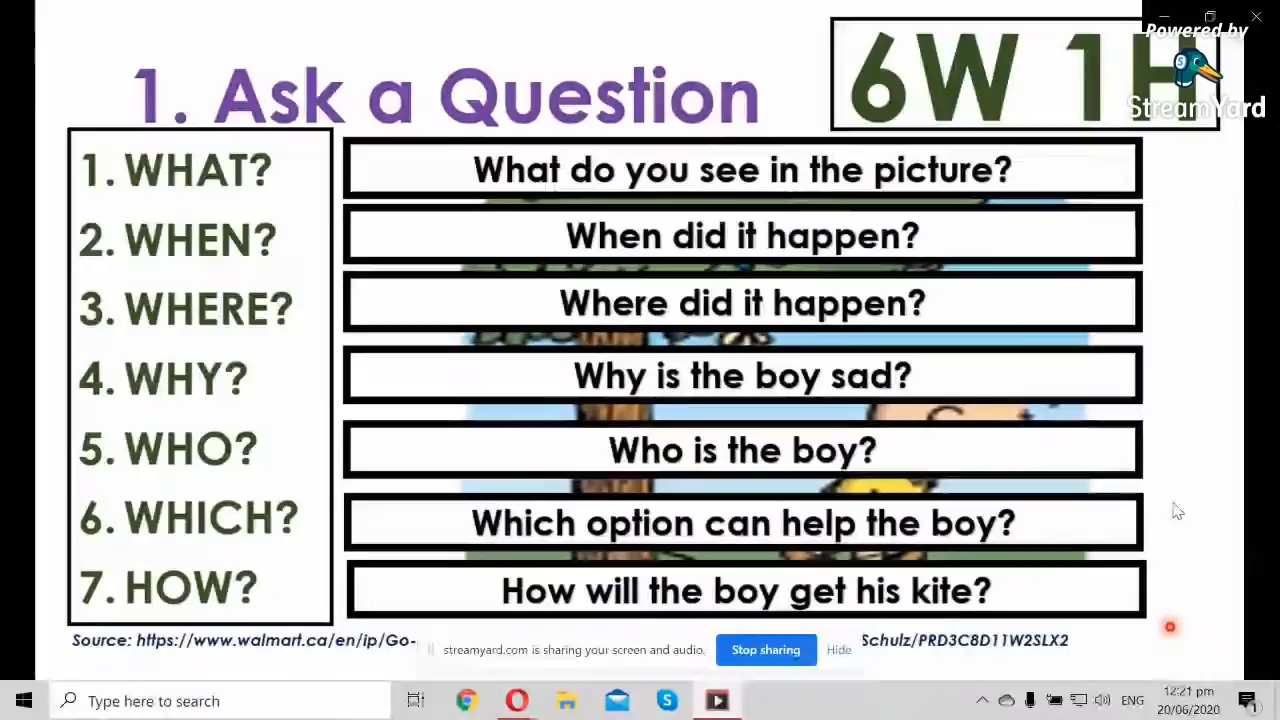 Powered by
StreamYard
6W 1H
1. Ask a Question
1. WHAT?
What do you see in the picture?
2. WHEN?
When did it happen?
3. WHERE?
Where did it happen?
4. WHY?
Why is the boy sad?
5. WHO?
Who is the boy?
6. WHICH?
Which option can help the boy?
7. HOW?
How will the boy get his kite?
Source: https://www.walmart.ca/en/ip/Go-
Schulz/PRD3C8D11W2SLX2
streamyard.com is sharing your screen and audio.
Stop sharing
Hide
Type here to search
ENG
12:21 pm
20/06/2020
1